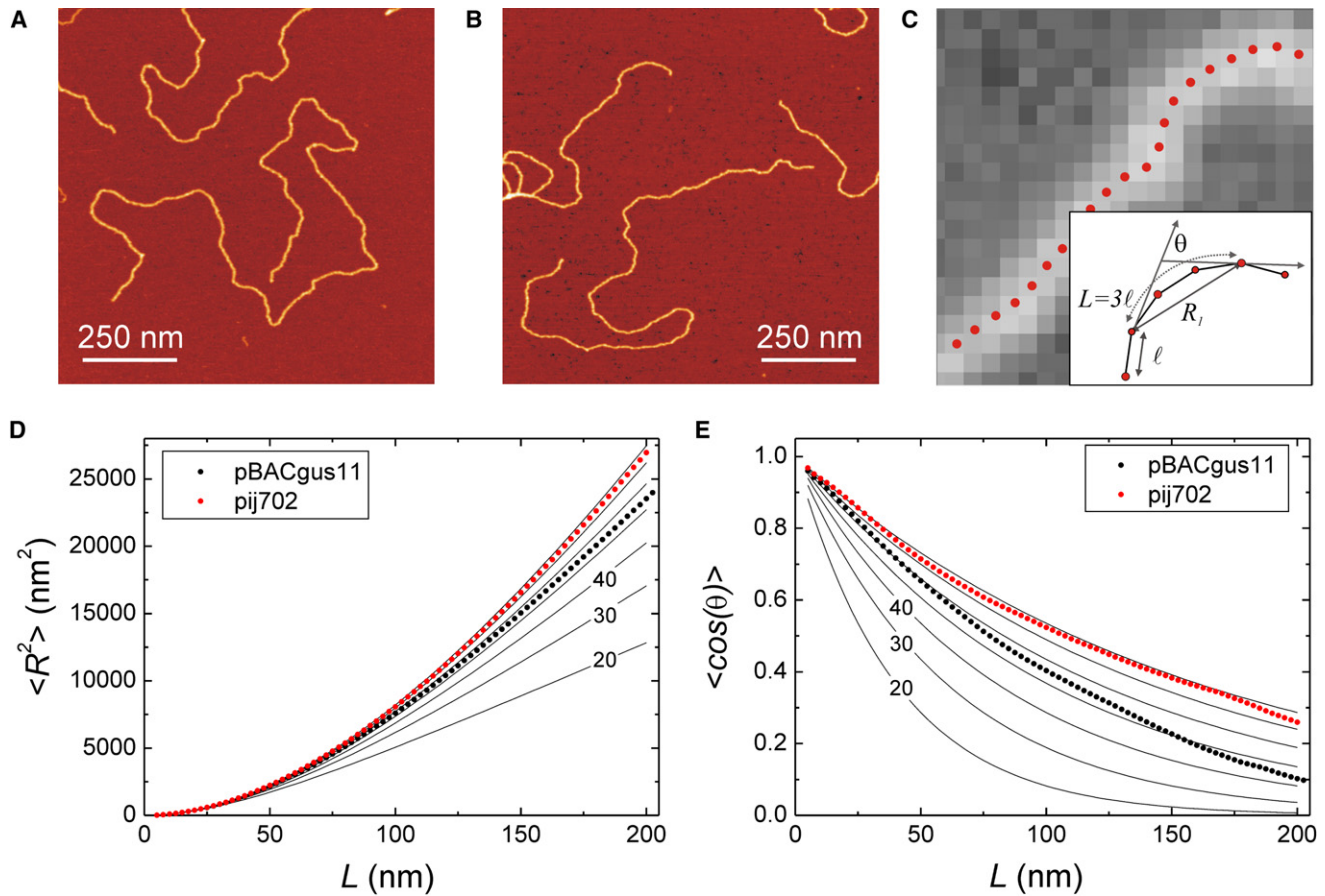 A
B
C
250 nm
250 nm
θ
L=3ℓ
R₁
ℓ
D
<R²> (nm²)
25000
20000
15000
10000
5000
0
pBACgus11
pij702
40
30
20
0
50
100
150
200
L (nm)
E
<cos(θ)>
1.0
0.8
0.6
0.4
0.2
0.0
pBACgus11
pij702
40
30
20
0
50
100
150
200
L (nm)